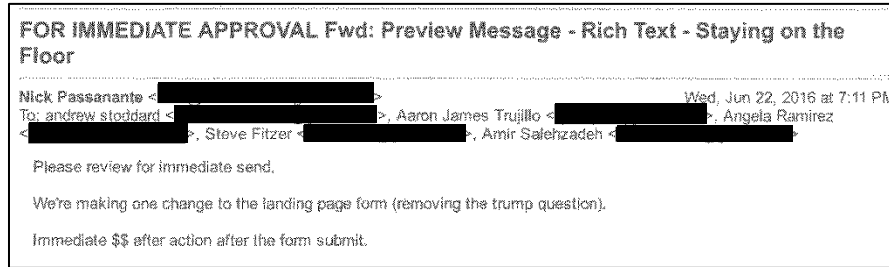 FOR IMMEDIATE APPROVAL Fwd: Preview Message - Rich Text - Staying on the
Floor
Nick Passanante < > Wed, Jun 22, 2016 at 7:11 PM
To: andrew stoddard < >, Aaron James Trujillo < >, Angela Ramirez
< >, Steve Fitzer < >, Amir Salehzadeh < >
Please review for immediate send.
We're making one change to the landing page form (removing the trump question).
Immediate $$ after action after the form submit.